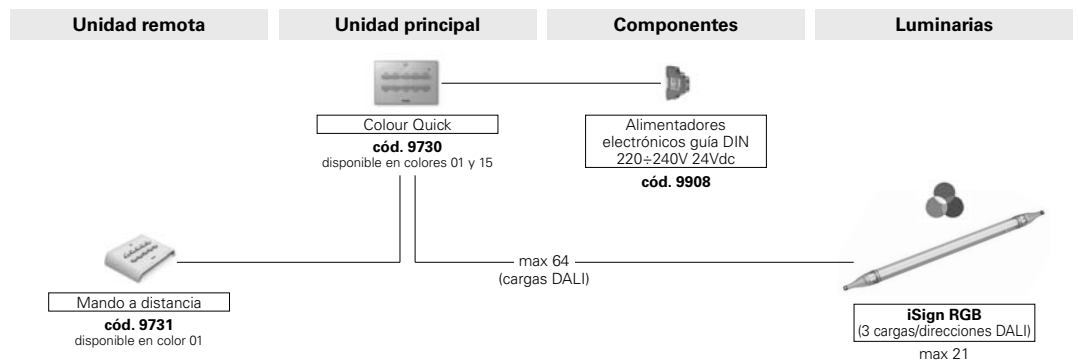 Unidad remota
Unidad principal
Componentes
Luminarias
Colour Quick
cód. 9730
disponible en colores 01 y 15
Alimentadores
electrónicos guía DIN
220÷240V 24Vdc
cód. 9908
max 64
(cargas DALI)
Mando a distancia
cód. 9731
disponible en color 01
iSign RGB
(3 cargas/direcciones DALI)
max 21